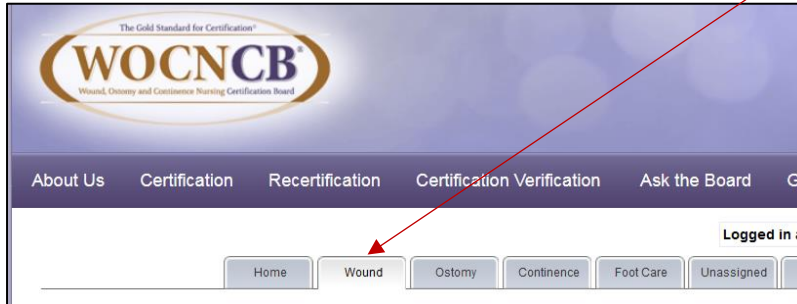 The Gold Standard for Certification®
WOCNCB®
Wound, Ostomy and Continence Nursing Certification Board
About Us Certification Recertification Certification Verification Ask the Board G
Logged in a
Home Wound Ostomy Continence Foot Care Unassigned